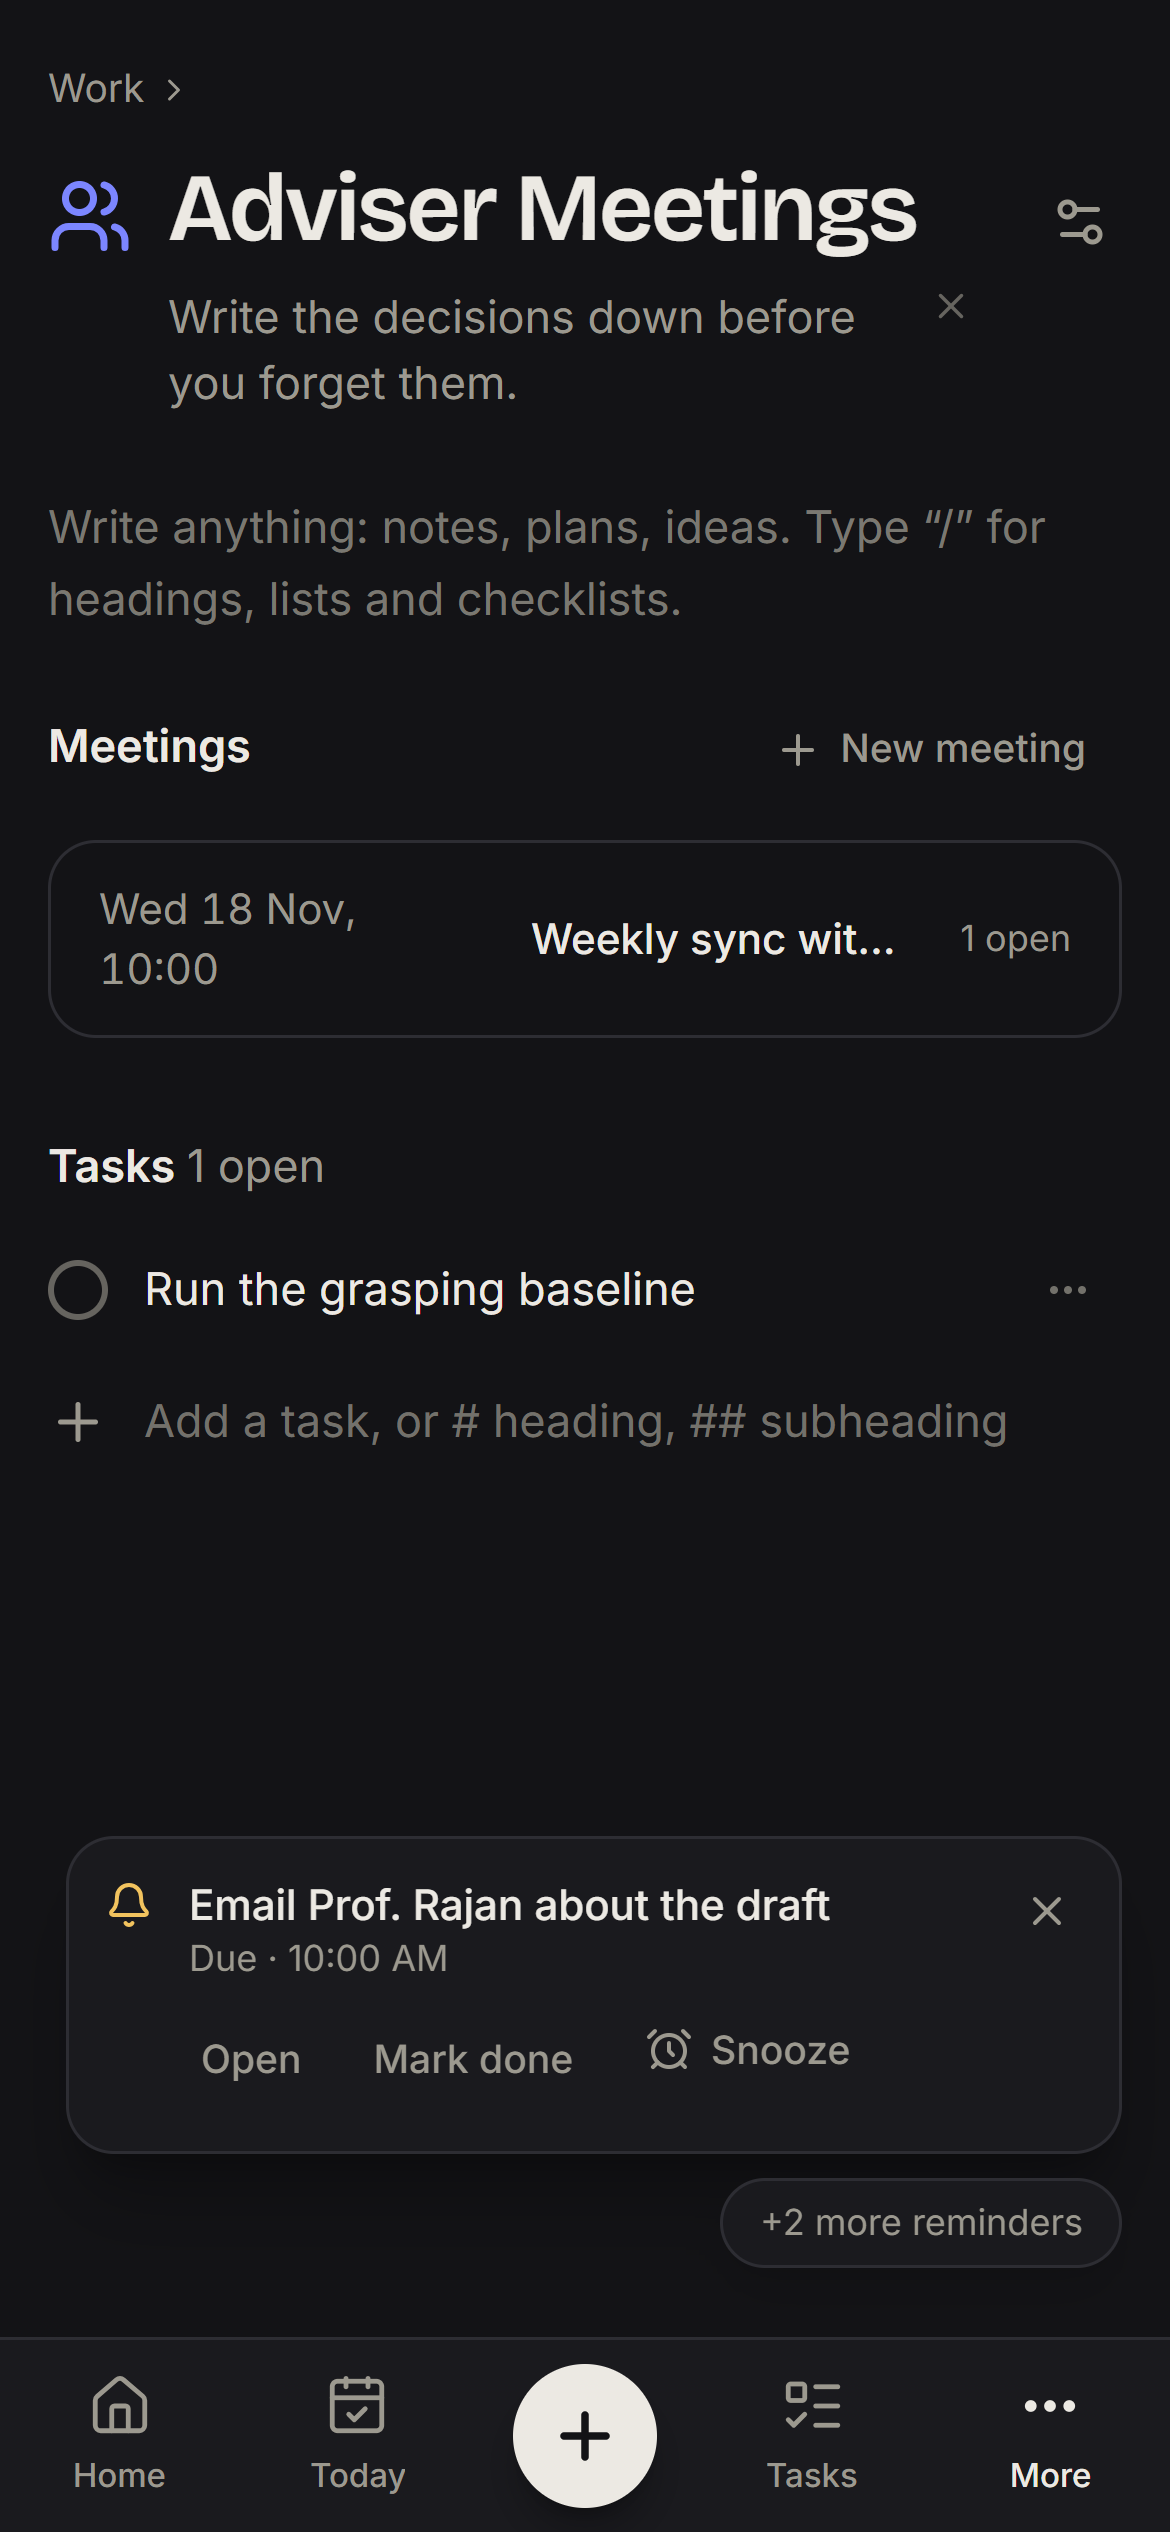 Work
Adviser Meetings
Write the decisions down before
you forget them.
Write anything: notes, plans, ideas. Type “/” for
headings, lists and checklists.
Meetings
New meeting
Wed 18 Nov,
10:00
Weekly sync wit...
1 open
Tasks 1 open
Run the grasping baseline
Add a task, or # heading, ## subheading
Email Prof. Rajan about the draft
Due · 10:00 AM
Open Mark done Snooze
+2 more reminders
Home Today Tasks More